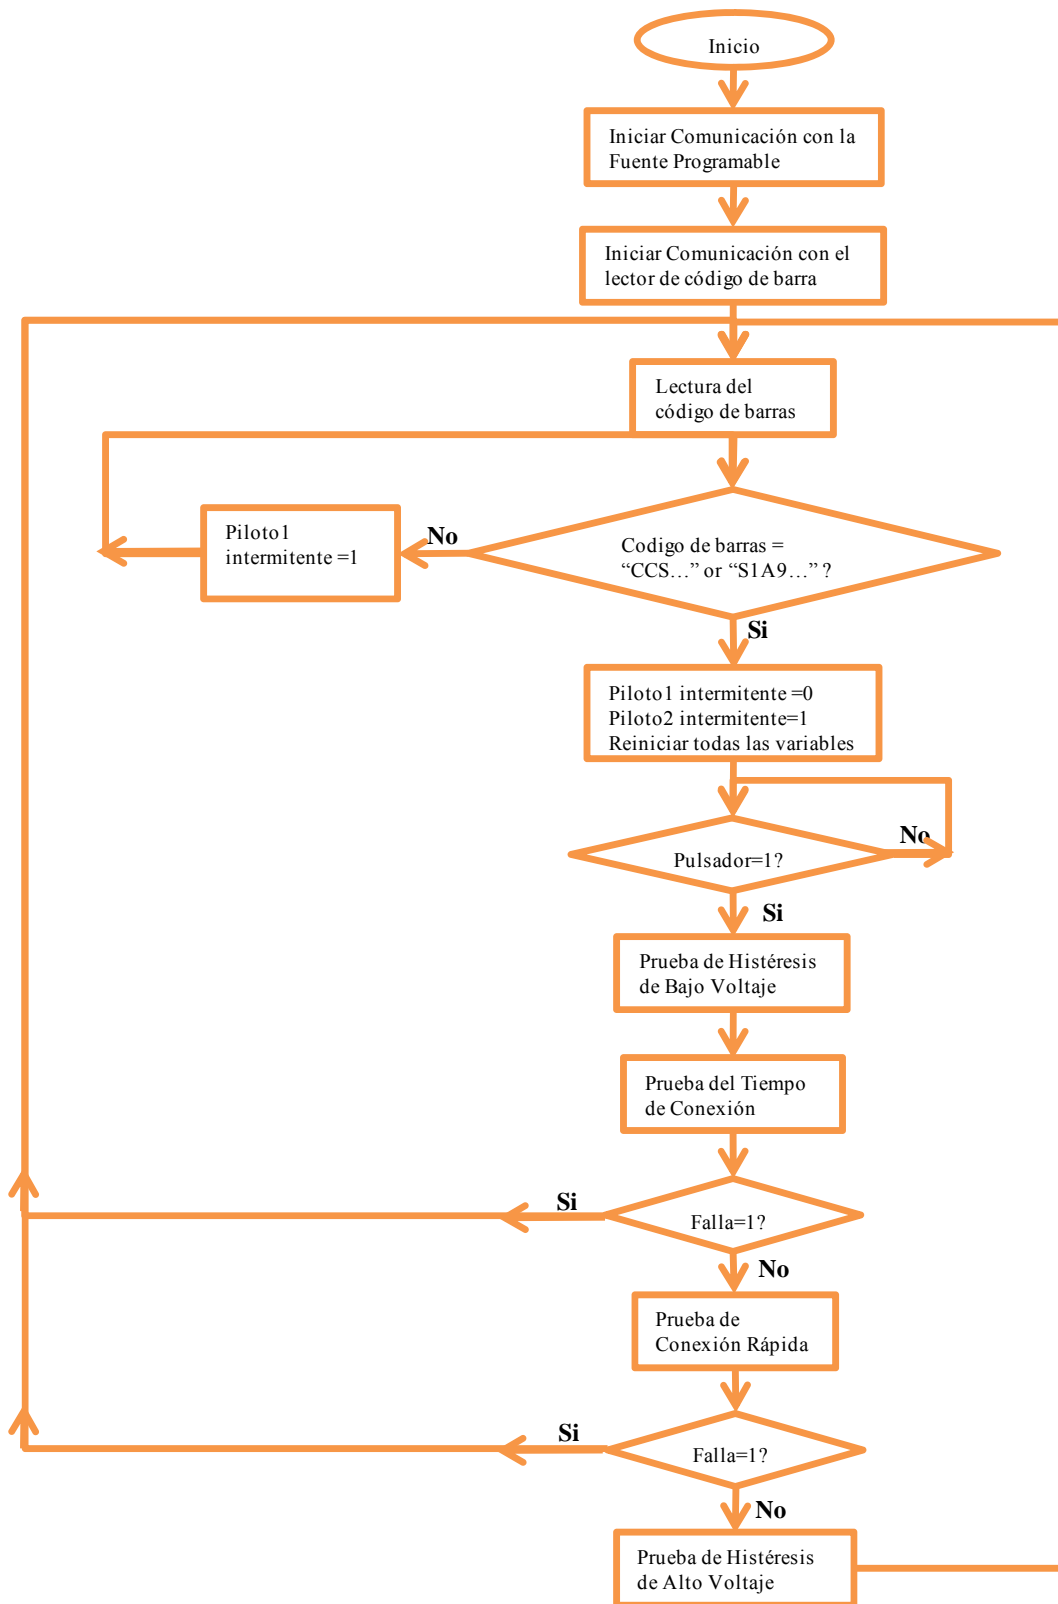 Inicio
Iniciar Comunicación con la
Fuente Programable
Iniciar Comunicación con el
lector de código de barra
Lectura del
código de barras
Piloto1
intermitente =1
No
Codigo de barras =
“CCS…” or “S1A9…” ?
Si
Piloto1 intermitente =0
Piloto2 intermitente=1
Reiniciar todas las variables
Pulsador=1?
No
Si
Prueba de Histéresis
de Bajo Voltaje
Prueba del Tiempo
de Conexión
Si
Falla=1?
No
Prueba de
Conexión Rápida
Si
Falla=1?
No
Prueba de Histéresis
de Alto Voltaje